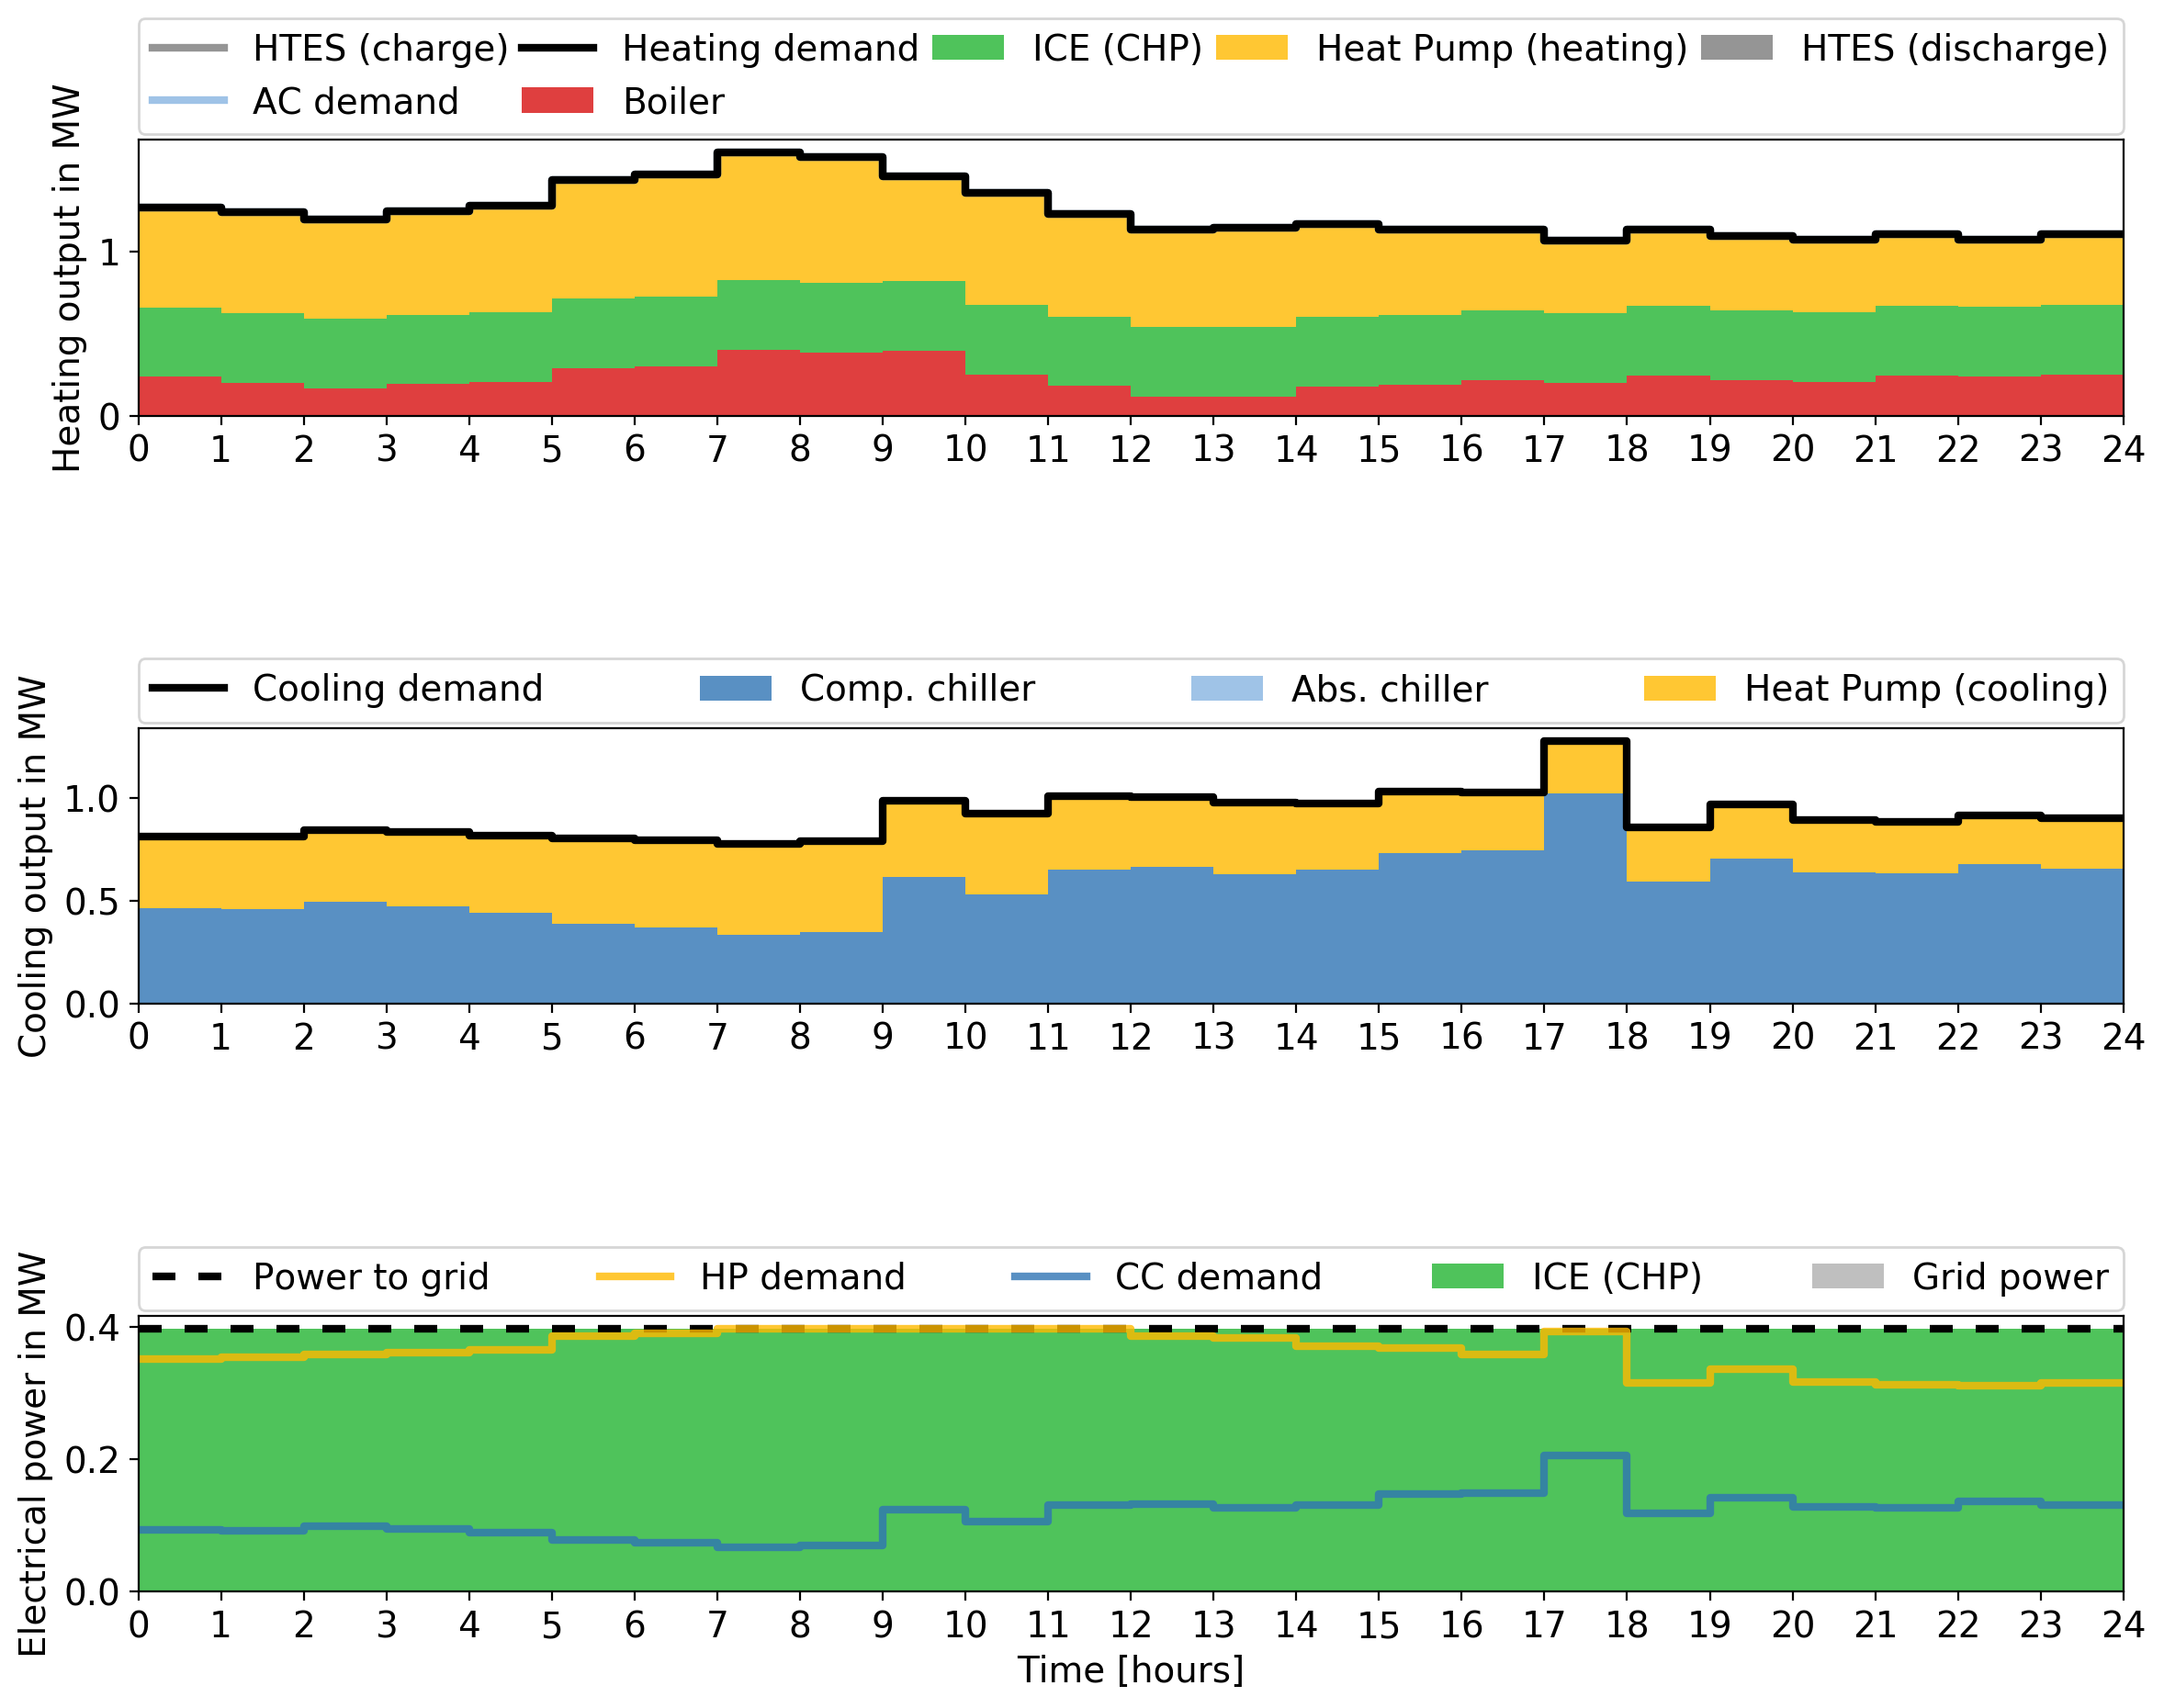 HTES (charge) Heating demand ICE (CHP) Heat Pump (heating) HTES (discharge)
AC demand Boiler
Heating output in MW
1
0
0 1 2 3 4 5 6 7 8 9 10 11 12 13 14 15 16 17 18 19 20 21 22 23 24
Cooling demand Comp. chiller Abs. chiller Heat Pump (cooling)
Cooling output in MW
1.0
0.5
0.0
0 1 2 3 4 5 6 7 8 9 10 11 12 13 14 15 16 17 18 19 20 21 22 23 24
Power to grid HP demand CC demand ICE (CHP) Grid power
Electrical power in MW
0.4
0.2
0.0
0 1 2 3 4 5 6 7 8 9 10 11 12 13 14 15 16 17 18 19 20 21 22 23 24
Time [hours]